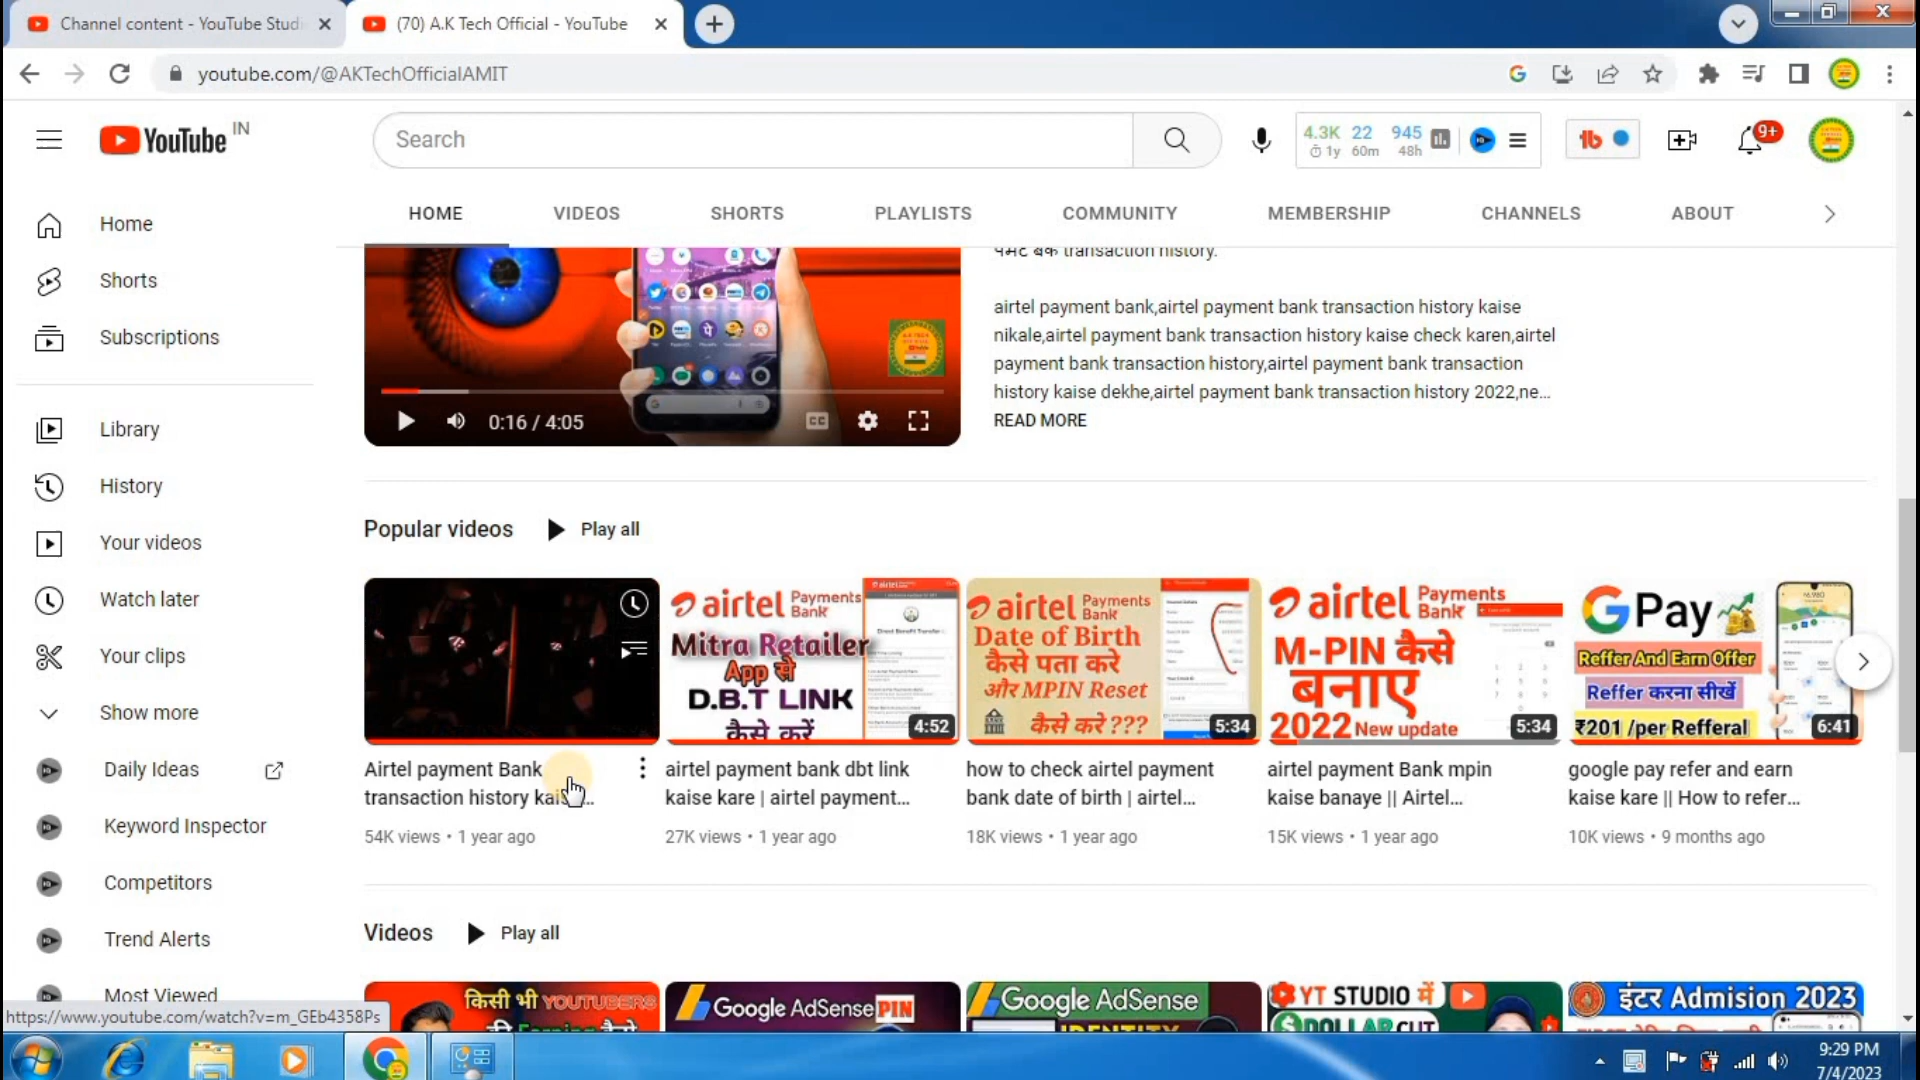 Channel content - YouTube Studi
(70) A.K Tech Official - YouTube
youtube.com/@AKTechOfficialAMIT
YouTube IN
Search
4.3K 22 945
1y 60m 48h
9+
HOME VIDEOS SHORTS PLAYLISTS COMMUNITY MEMBERSHIP CHANNELS ABOUT
Home
Shorts
Subscriptions
Library
History
Your videos
Watch later
Your clips
Show more
Daily Ideas
Keyword Inspector
Competitors
Trend Alerts
Most Viewed
0:16 / 4:05
पेमेंट बैंक transaction history.
airtel payment bank,airtel payment bank transaction history kaise
nikale,airtel payment bank transaction history kaise check karen,airtel
payment bank transaction history,airtel payment bank transaction
history kaise dekhe,airtel payment bank transaction history 2022,ne...
READ MORE
Popular videos Play all
airtel Payments
Bank
Mitra Retailer
App से
D.B.T LINK
कैसे करें
4:52
airtel Payments
Bank
Date of Birth
कैसे पता करे
और MPIN Reset
कैसे करे ???
5:34
airtel Payments
Bank
M-PIN कैसे
बनाए
2022 New update
5:34
G Pay
Reffer And Earn Offer
Reffer करना सीखें
₹201 /per Refferal
6:41
Airtel payment Bank
transaction history kais...
54K views • 1 year ago
airtel payment bank dbt link
kaise kare | airtel payment...
27K views • 1 year ago
how to check airtel payment
bank date of birth | airtel...
18K views • 1 year ago
airtel payment Bank mpin
kaise banaye || Airtel...
15K views • 1 year ago
google pay refer and earn
kaise kare || How to refer...
10K views • 9 months ago
Videos Play all
किसी भी YOUTUBERS
की Earning कैसे
Google AdSense PIN
Google AdSense
IDENTITY
YT STUDIO में
DOLLAR CUT
इंटर Admision 2023
https://www.youtube.com/watch?v=m_GEb4358Ps
9:29 PM
7/4/2023